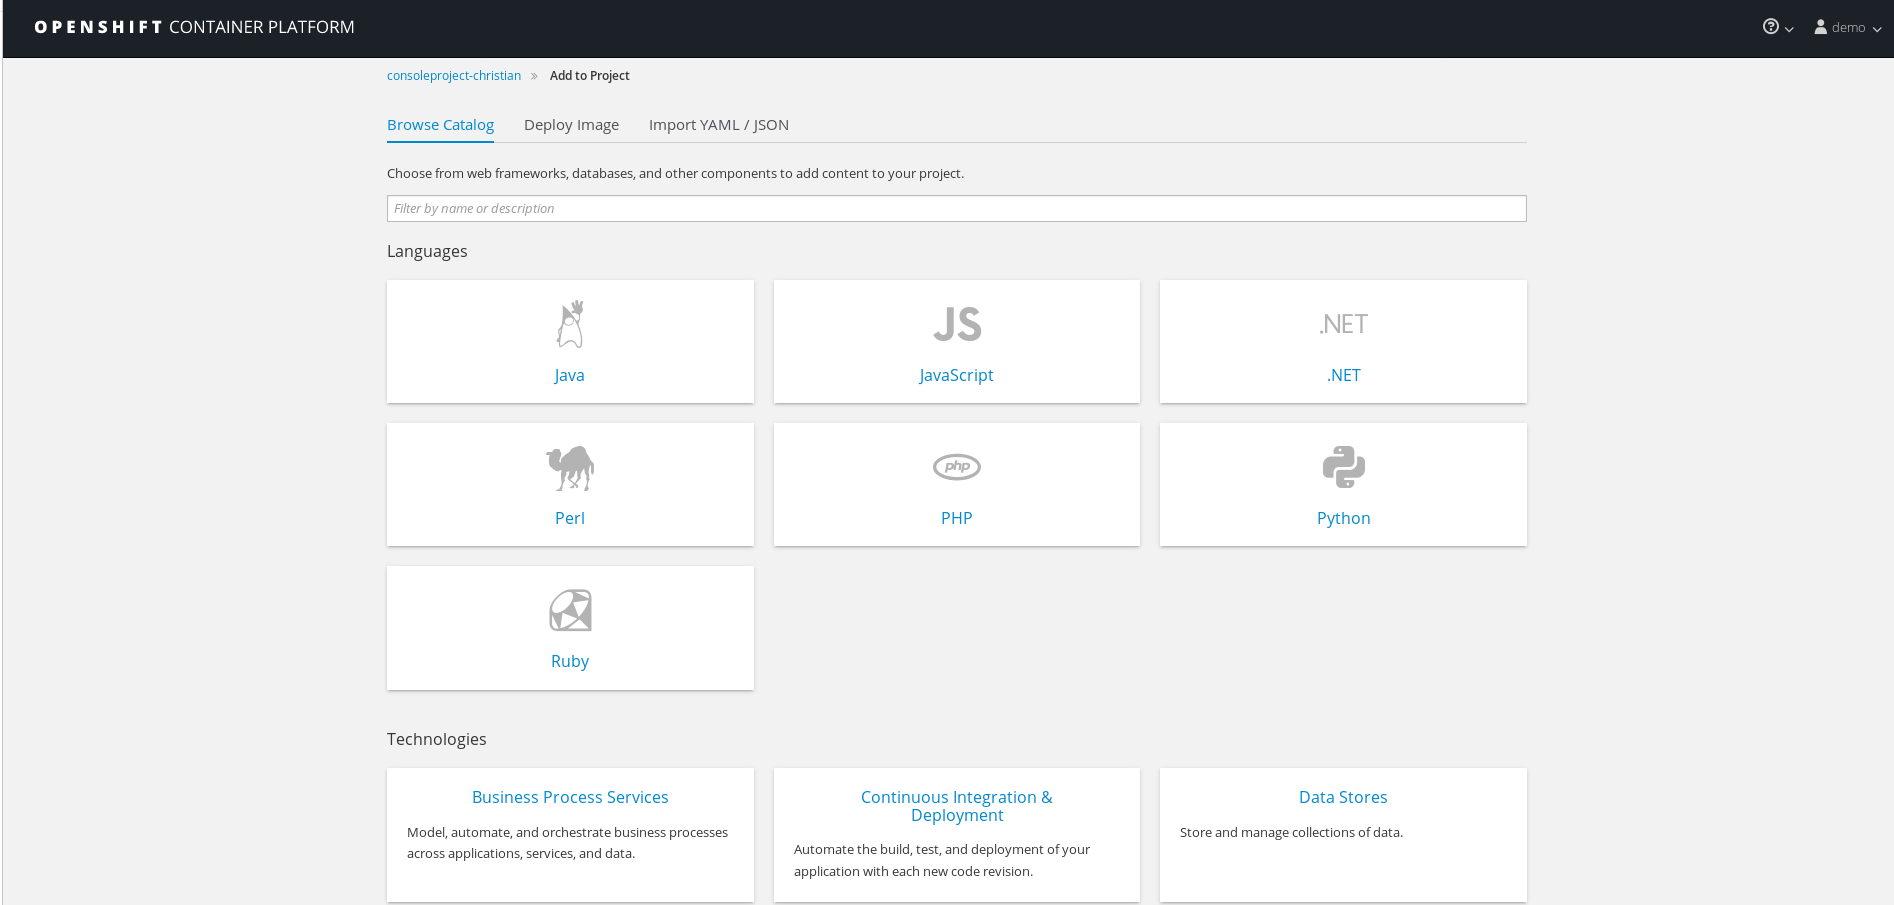 OPENSHIFT CONTAINER PLATFORM
demo
consoleproject-christian » Add to Project
Browse Catalog Deploy Image Import YAML / JSON
Choose from web frameworks, databases, and other components to add content to your project.
Filter by name or description
Languages
JS .NET
Java JavaScript .NET
php
Perl PHP Python
Ruby
Technologies
Business Process Services
Model, automate, and orchestrate business processes
across applications, services, and data.
Continuous Integration &
Deployment
Automate the build, test, and deployment of your
application with each new code revision.
Data Stores
Store and manage collections of data.